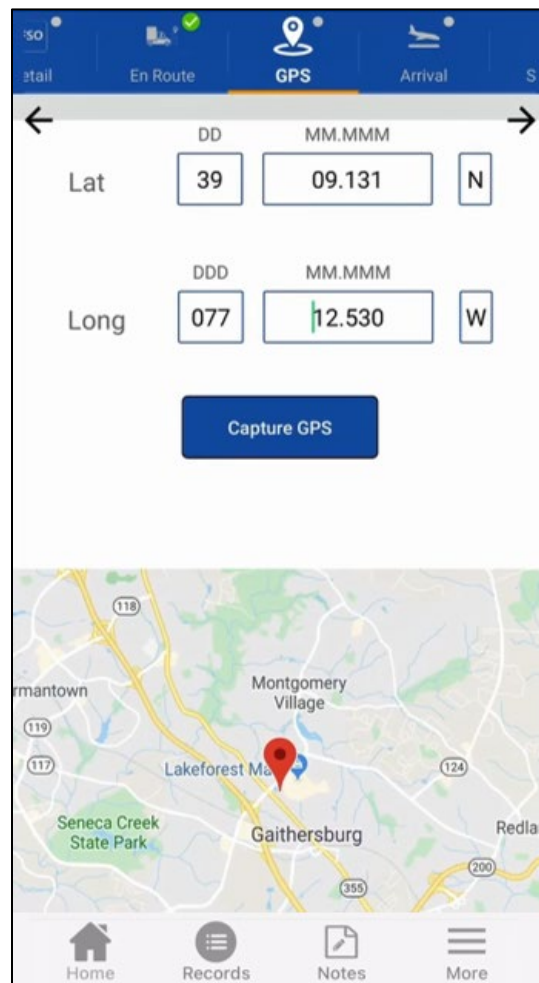 so
etail
En Route
GPS
Arrival
S
DD
MM.MMM
Lat
39
09.131
N
DDD
MM.MMM
Long
077
12.530
W
Capture GPS
118
rmantown
Montgomery
Village
119
117
Lakeforest Ma
124
Seneca Creek
State Park
Gaithersburg
Redla
200
355
Home
Records
Notes
More